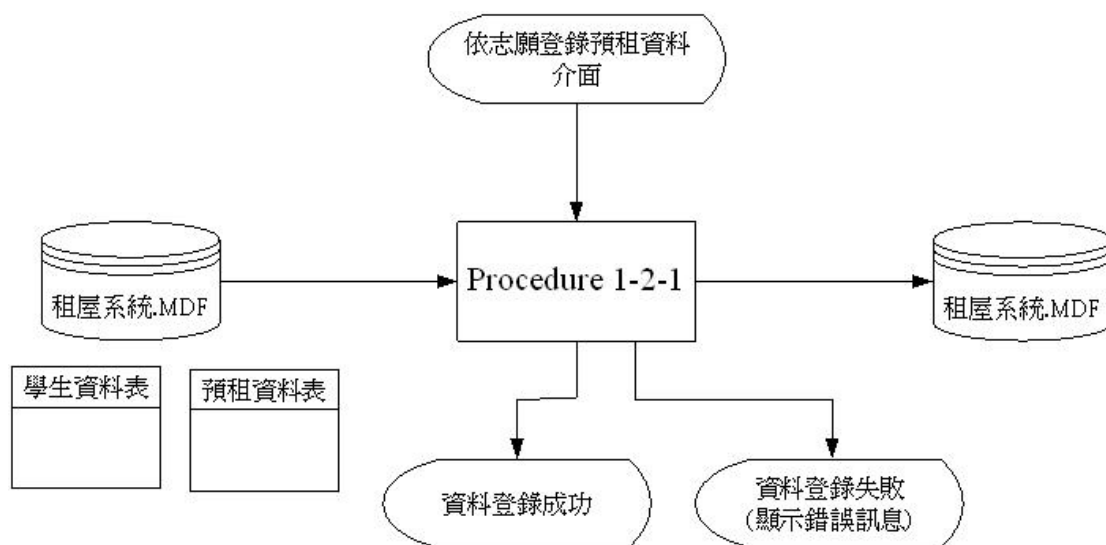 依志願登錄預租資料
介面
租屋系統.MDF
Procedure 1-2-1
租屋系統.MDF
學生資料表
預租資料表
資料登錄成功
資料登錄失敗
(顯示錯誤訊息)